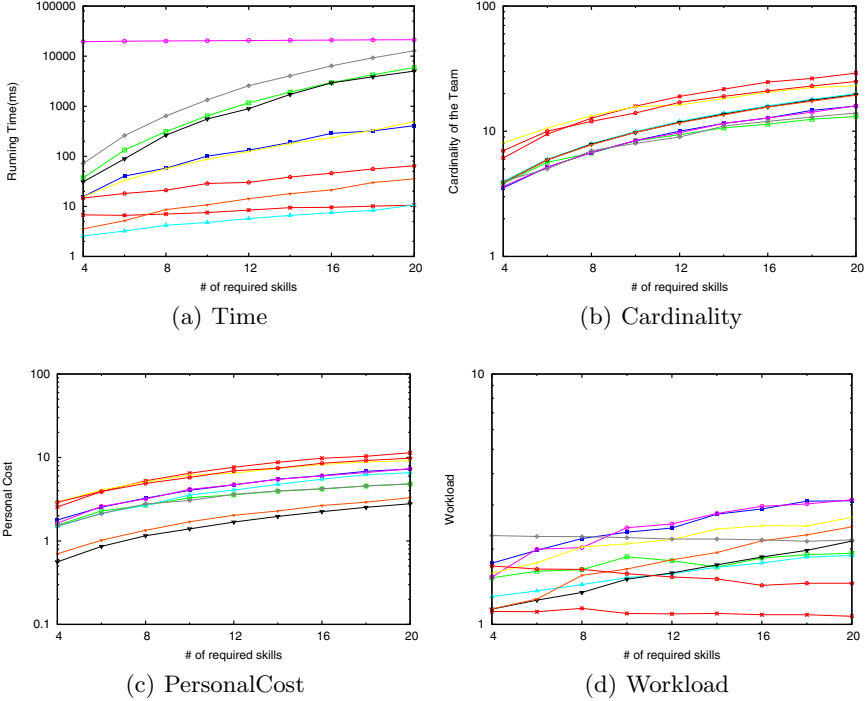 100000
10000
1000
100
10
1
Running Time(ms)
4 8 12 16 20
# of required skills
(a) Time
100
10
1
Cardinality of the Team
4 8 12 16 20
# of required skills
(b) Cardinality
100
10
1
0.1
Personal Cost
4 8 12 16 20
# of required skills
(c) PersonalCost
10
1
Workload
4 8 12 16 20
# of required skills
(d) Workload